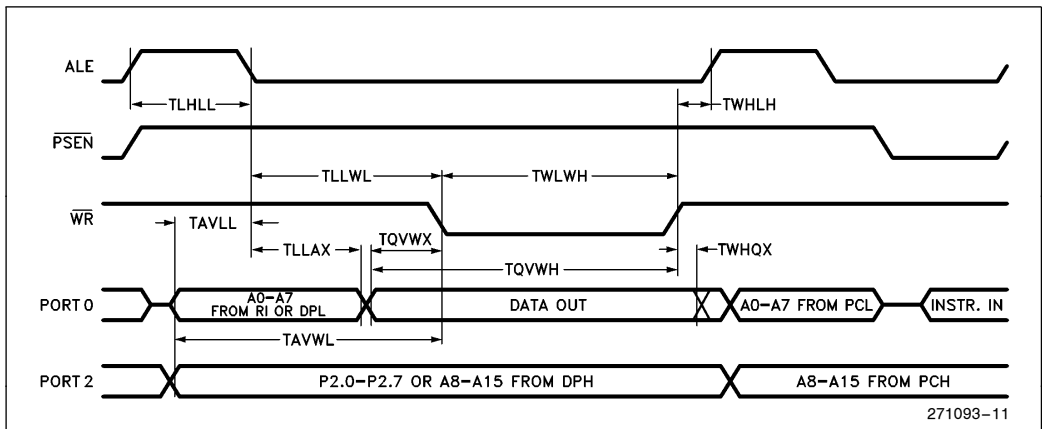 ALE
TLHLL
TWHLH
PSEN
TLLWL
TWLWH
WR
TAVLL
TLLAX
TQVWX
TWHQX
TQVWH
PORT 0
A0-A7
FROM RI OR DPL
DATA OUT
A0-A7 FROM PCL
INSTR. IN
TAVWL
PORT 2
P2.0-P2.7 OR A8-A15 FROM DPH
A8-A15 FROM PCH
271093-11